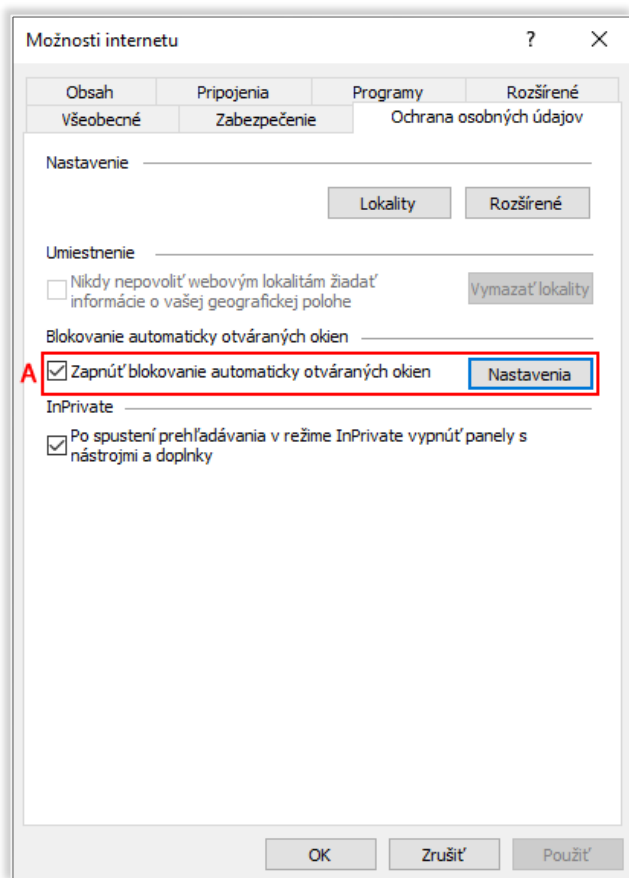 Možnosti internetu ?
Obsah Pripojenia Programy Rozšírené
Všeobecné Zabezpečenie Ochrana osobných údajov
Nastavenie
Lokality Rozšírené
Umiestnenie
Nikdy nepovoliť webovým lokalitám žiadať
informácie o vašej geografickej polohe
Vymazať lokality
Blokovanie automaticky otváraných okien
A Zapnúť blokovanie automaticky otváraných okien Nastavenia
InPrivate
Po spustení prehľadávania v režime InPrivate vypnúť panely s
nástrojmi a doplnky
OK Zrušiť Použiť